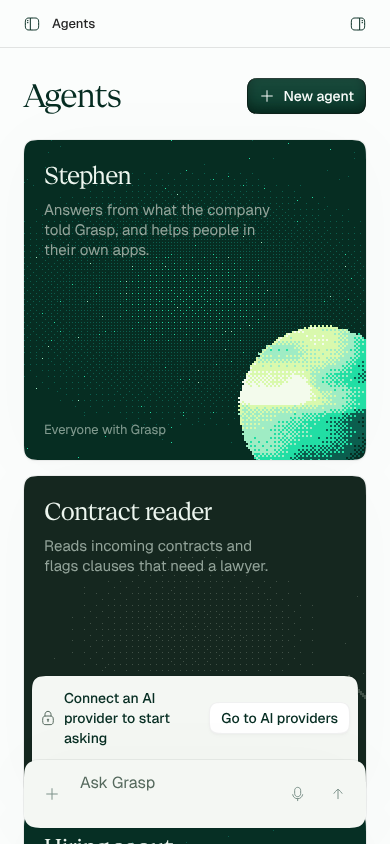 Agents
Agents
New agent
Stephen
Answers from what the company
told Grasp, and helps people in
their own apps.
Everyone with Grasp
Contract reader
Reads incoming contracts and
flags clauses that need a lawyer.
Connect an AI
provider to start
asking
Go to AI providers
Ask Grasp